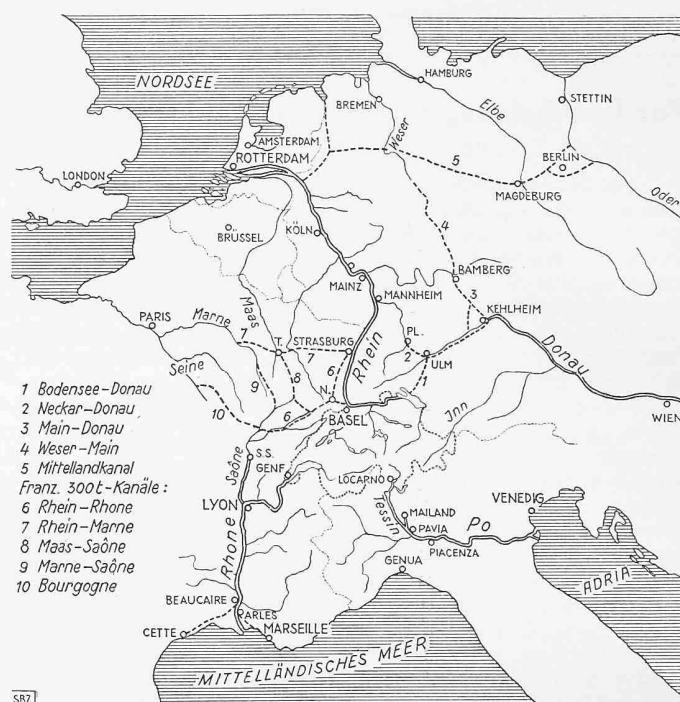 NORDSEE
HAMBURG
BREMEN
Elbe
STETTIN
Weser
AMSTERDAM
ROTTERDAM
5
BERLIN
LONDON
MAGDEBURG
Oder
BRÜSSEL
KÖLN
4
BAMBERG
MAINZ
MANNHEIM
3
KEHLHEIM
Maas
PARIS
Marne
7
T.
STRASBURG
7
Rhein
PL.
2
ULM
Donau
Seine
8
6
1
9
N.
BASEL
10
6
Jnn
WIEN
1 Bodensee–Donau
2 Neckar–Donau
3 Main–Donau
4 Weser–Main
5 Mittellandkanal
Franz. 300t-Kanäle:
6 Rhein–Rhone
7 Rhein–Marne
8 Maas–Saône
9 Marne–Saône
10 Bourgogne
Saône
S.S.
GENF
LOCARNO
LYON
Tessin
MAILAND
PAVIA
Po
VENEDIG
PIACENZA
Rhone
GENUA
ADRIA
BEAUCAIRE
ARLES
CETTE
MARSEILLE
MITTELLÄNDISCHES MEER
SBZ